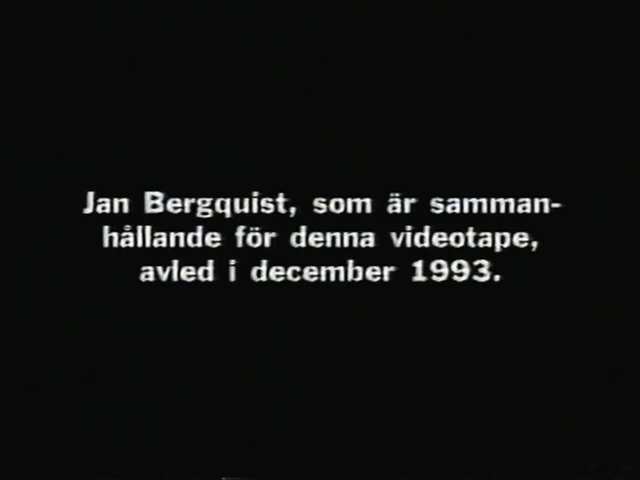 Jan Bergquist, som är samman-
hållande för denna videotape,
avled i december 1993.